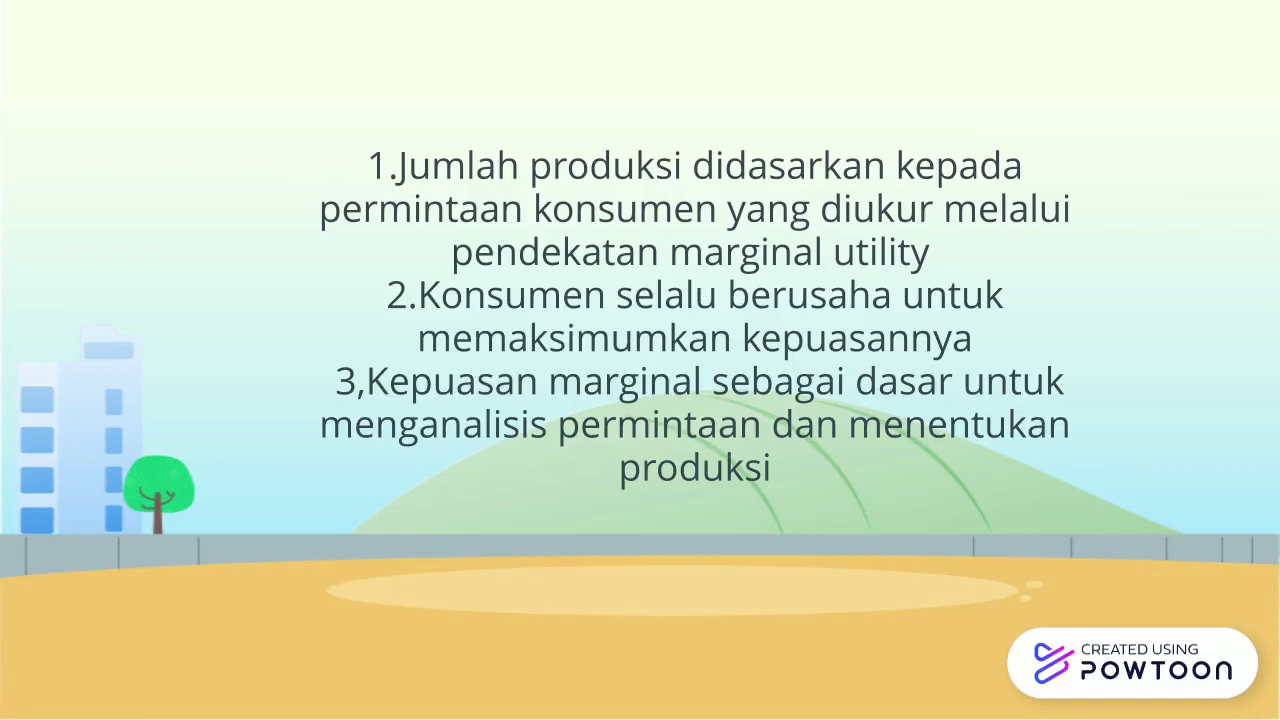 1.Jumlah produksi didasarkan kepada
permintaan konsumen yang diukur melalui
pendekatan marginal utility
2.Konsumen selalu berusaha untuk
memaksimumkan kepuasannya
3,Kepuasan marginal sebagai dasar untuk
menganalisis permintaan dan menentukan
produksi
CREATED USING
POWTOON